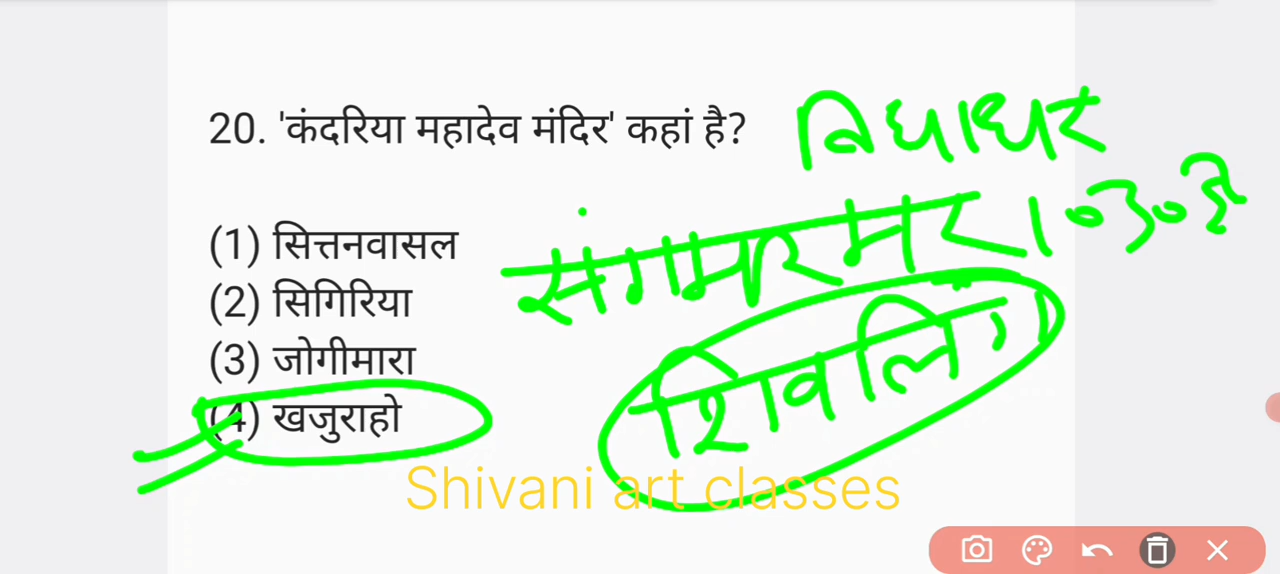 20. 'कंदरिया महादेव मंदिर' कहां है?
विधाधर
(1) सित्तनवासल
संगमरमर 1030ई
(2) सिगिरिया
(3) जोगीमारा
शिवलिंग
(4) खजुराहो
Shivani art classes